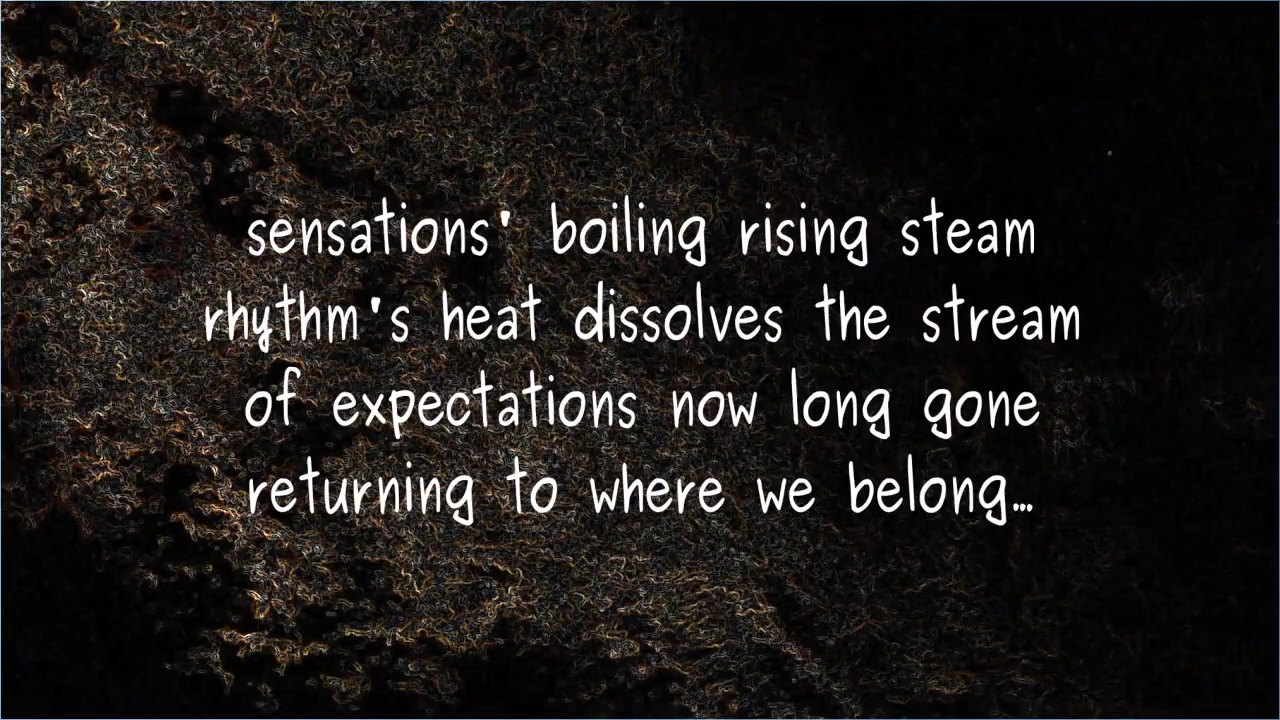 sensations' boiling rising steam
rhythm's heat dissolves the stream
of expectations now long gone
returning to where we belong...